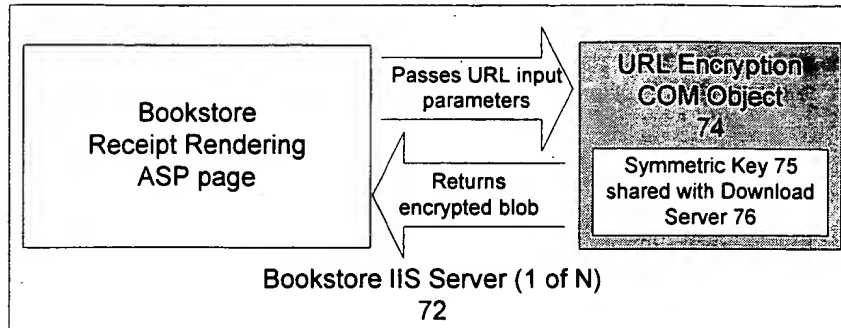 Bookstore
Receipt Rendering
ASP page
Passes URL input
parameters
Returns
encrypted blob
URL Encryption
COM Object
74
Symmetric Key 75
shared with Download
Server 76
Bookstore IIS Server (1 of N)
72